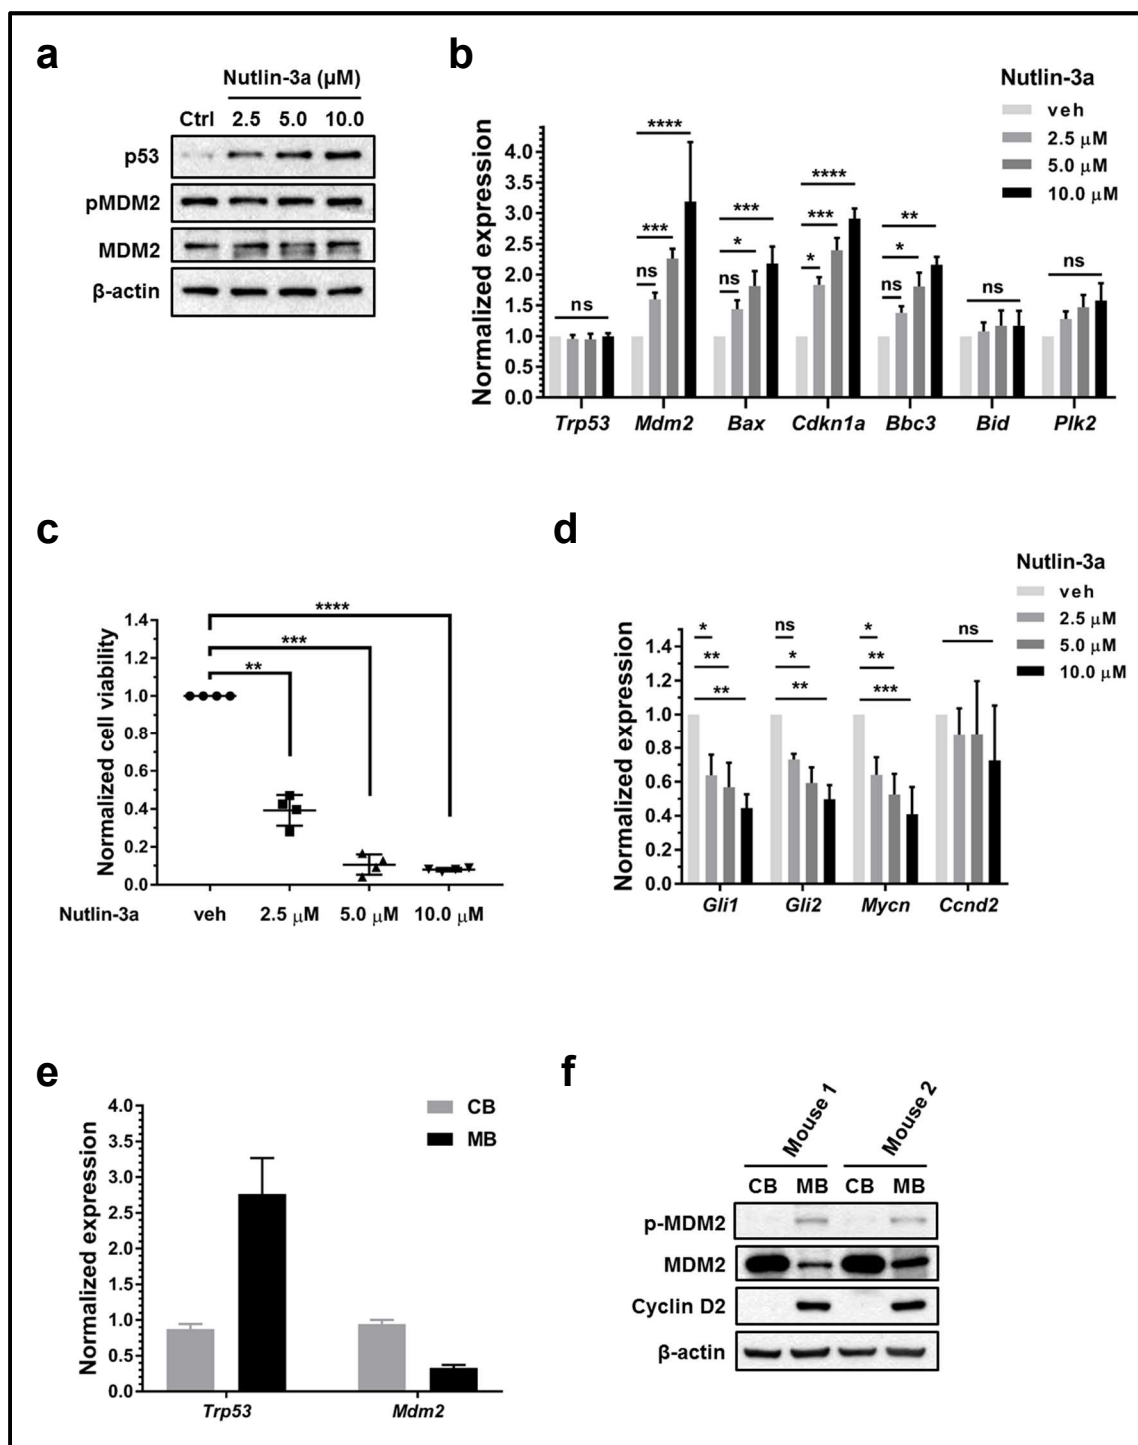 a
Nutlin-3a (μM)
Ctrl 2.5 5.0 10.0
p53
pMDM2
MDM2
β-actin
b
Nutlin-3a
veh
2.5 μM
5.0 μM
10.0 μM
Normalized expression
4.0
3.5
3.0
2.5
2.0
1.5
1.0
0.5
0.0
ns
ns *** ****
ns * ***
* *** ****
ns * **
ns
ns
Trp53 Mdm2 Bax Cdkn1a Bbc3 Bid Plk2
c
Normalized cell viability
1.4
1.2
1.0
0.8
0.6
0.4
0.2
0.0
****
***
**
Nutlin-3a veh 2.5 μM 5.0 μM 10.0 μM
d
Nutlin-3a
veh
2.5 μM
5.0 μM
10.0 μM
Normalized expression
1.4
1.2
1.0
0.8
0.6
0.4
0.2
0.0
* ns * ns
** * **
** ** ***
Gli1 Gli2 Mycn Ccnd2
e
CB
MB
Normalized expression
4.0
3.5
3.0
2.5
2.0
1.5
1.0
0.5
0.0
Trp53 Mdm2
f
Mouse 1 Mouse 2
CB MB CB MB
p-MDM2
MDM2
Cyclin D2
β-actin